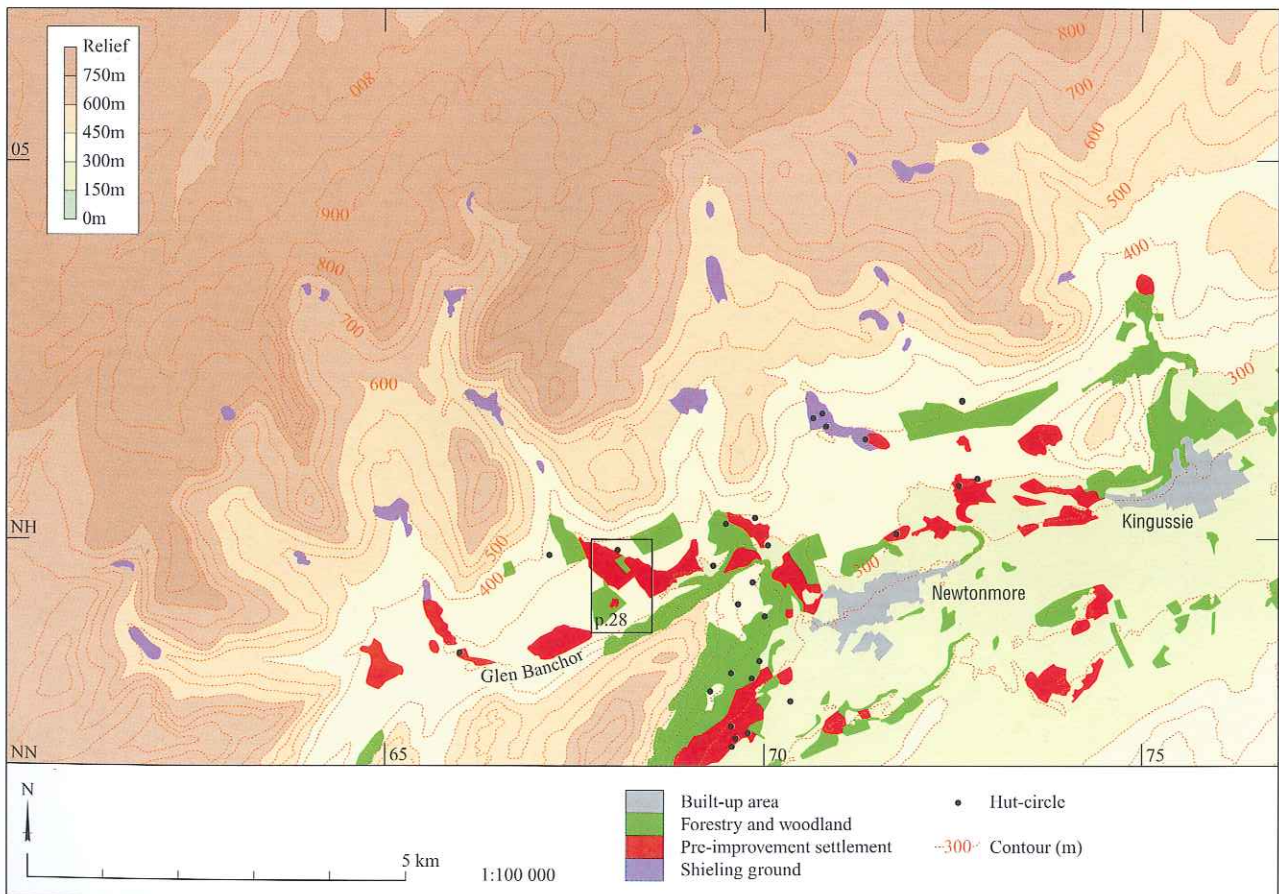 Relief
750m
600m
450m
300m
150m
0m
800
800
700
600
05
500
900
400
800
700
300
600
NH
Kingussie
500
400
300
Newtonmore
p.28
Glen Banchor
NN
65
70
75
N
5 km
1:100 000
Built-up area
Forestry and woodland
Pre-improvement settlement
Shieling ground
Hut-circle
300 Contour (m)